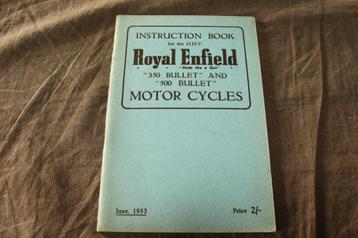 INSTRUCTION BOOK
for the O.H.V.
Royal Enfield
"Made like a Gun"
"350 BULLET" AND
"500 BULLET"
MOTOR CYCLES
June, 1953 Price 2/-